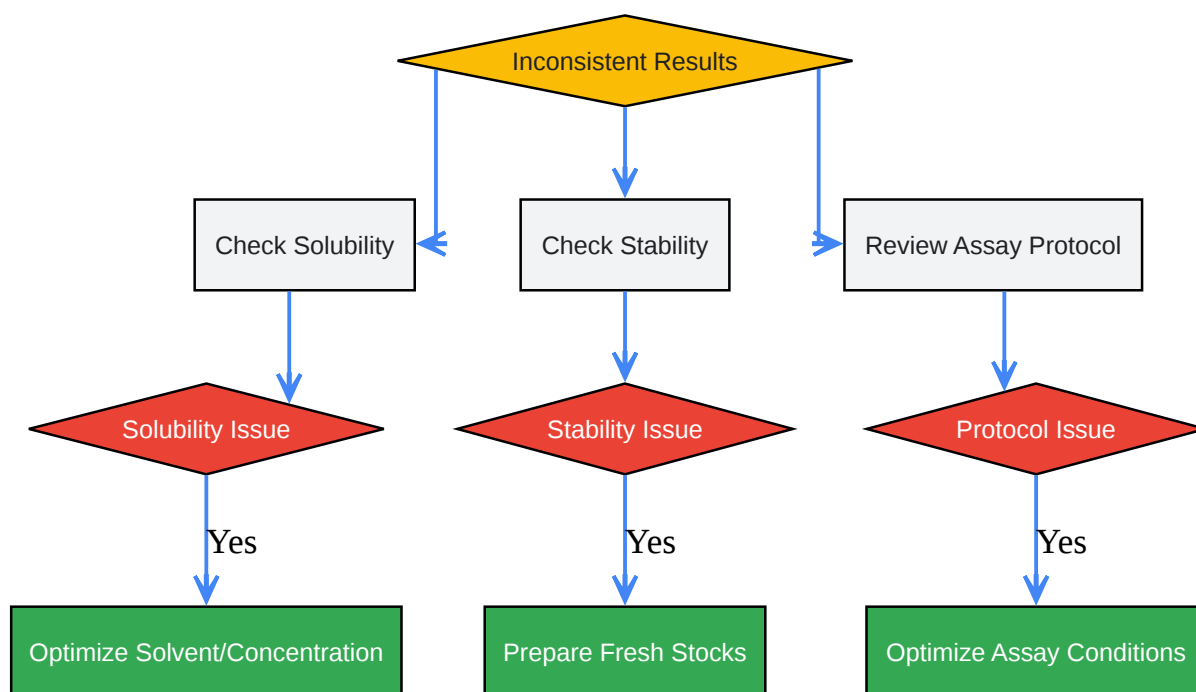 Inconsistent Results
Check Solubility
Check Stability
Review Assay Protocol
Solubility Issue
Stability Issue
Protocol Issue
Yes
Yes
Yes
Optimize Solvent/Concentration
Prepare Fresh Stocks
Optimize Assay Conditions